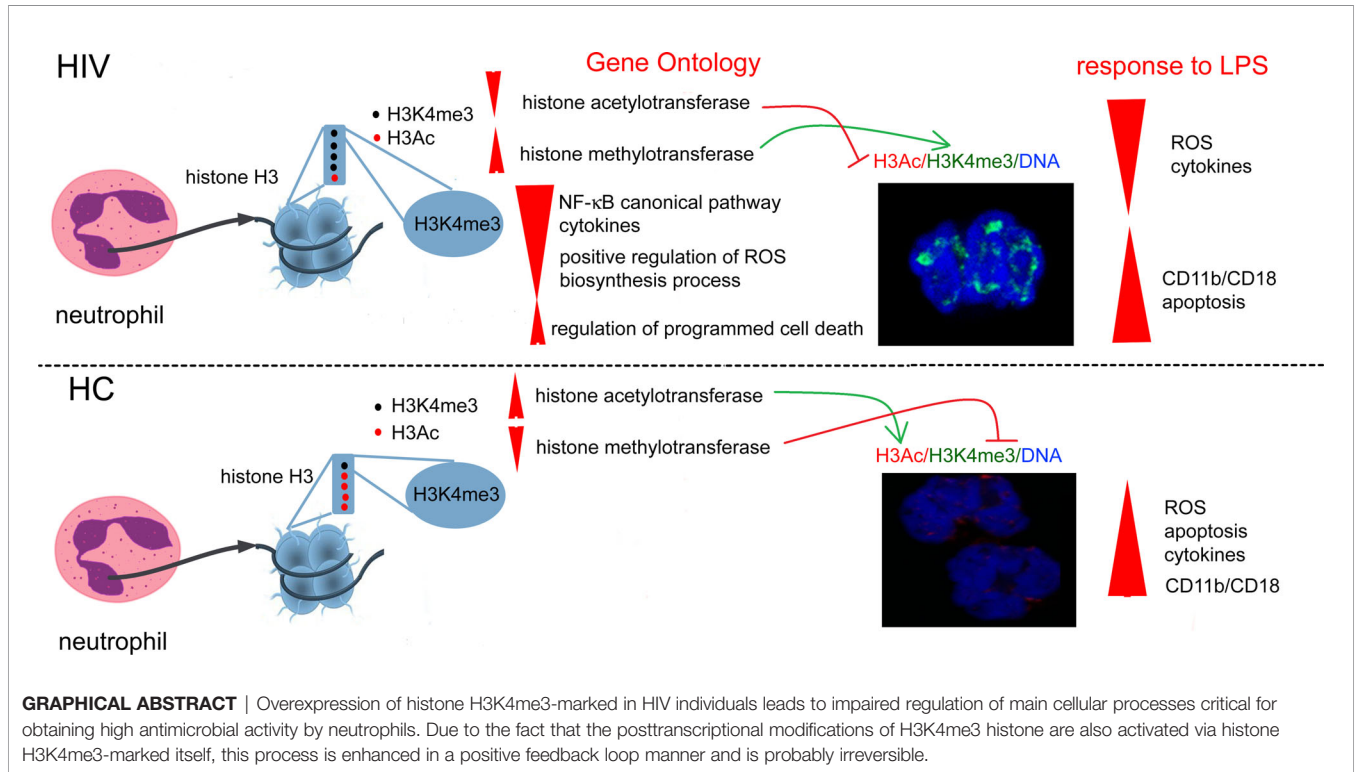 HIV
Gene Ontology
response to LPS
H3K4me3
H3Ac
histone H3
H3K4me3
neutrophil
histone acetylotransferase
histone methylotransferase
NF-κB canonical pathway
cytokines
positive regulation of ROS
biosynthesis process
regulation of programmed cell death
H3Ac/H3K4me3/DNA
ROS
cytokines
CD11b/CD18
apoptosis
HC
H3K4me3
H3Ac
histone H3
H3K4me3
neutrophil
histone acetylotransferase
histone methylotransferase
H3Ac/H3K4me3/DNA
ROS
apoptosis
cytokines
CD11b/CD18
GRAPHICAL ABSTRACT | Overexpression of histone H3K4me3-marked in HIV individuals leads to impaired regulation of main cellular processes critical for
obtaining high antimicrobial activity by neutrophils. Due to the fact that the posttranscriptional modifications of H3K4me3 histone are also activated via histone
H3K4me3-marked itself, this process is enhanced in a positive feedback loop manner and is probably irreversible.